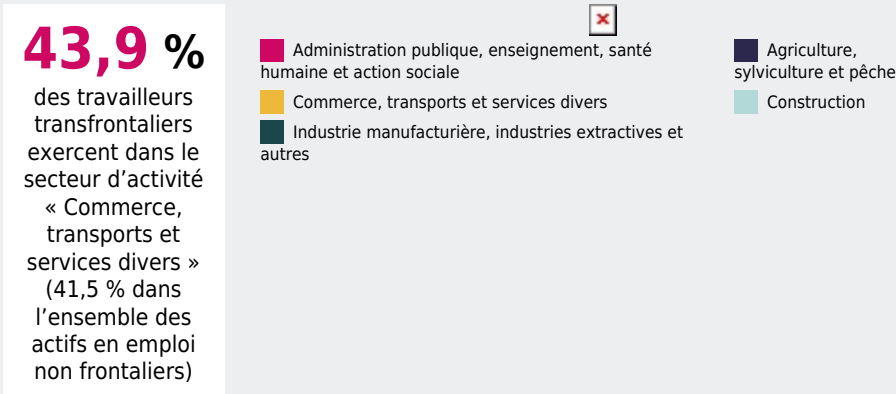 43,9 %
des travailleurs
transfrontaliers
exercent dans le
secteur d’activité
« Commerce,
transports et
services divers »
(41,5 % dans
l’ensemble des
actifs en emploi
non frontaliers)
Administration publique, enseignement, santé
humaine et action sociale
Commerce, transports et services divers
Industrie manufacturière, industries extractives et
autres
Agriculture,
sylviculture et pêche
Construction